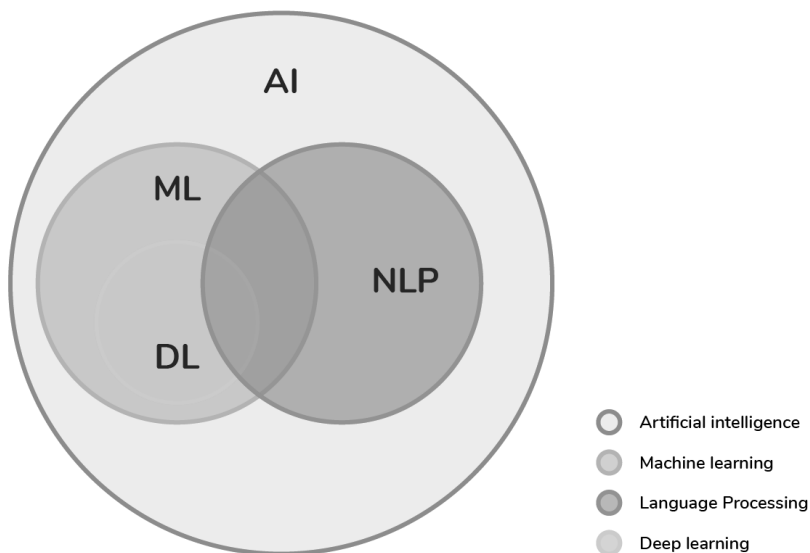 AI
ML
NLP
DL
Artificial intelligence
Machine learning
Language Processing
Deep learning